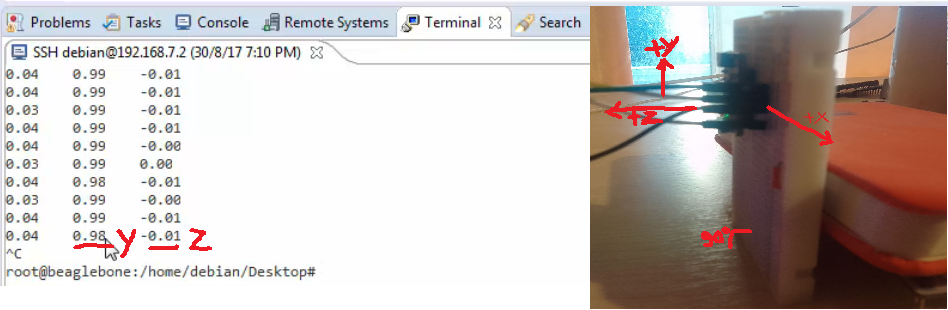 Problems Tasks Console Remote Systems Terminal Search
SSH debian@192.168.7.2 (30/8/17 7:10 PM)
0.04 0.99 -0.01
0.04 0.99 -0.01
0.03 0.99 -0.01
0.04 0.99 -0.01
0.04 0.99 -0.00
0.03 0.99 0.00
0.04 0.98 -0.01
0.03 0.99 -0.00
0.04 0.99 -0.01
0.04 0.98 -0.01
y z
^C
root@beaglebone:/home/debian/Desktop#
+y
+z
+x